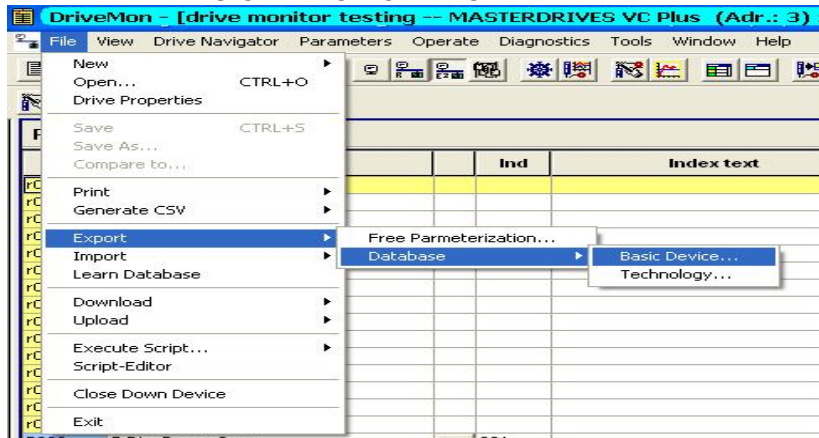 DriveMon - [drive monitor testing -- MASTERDRIVES VC Plus (Adr.: 3)
File View Drive Navigator Parameters Operate Diagnostics Tools Window Help
New
Open... CTRL+O
Drive Properties
Save CTRL+S
Save As...
Compare to...
Ind Index text
Print
Generate CSV
Export
Free Parmeterization...
Import
Database
Basic Device...
Learn Database
Technology...
Download
Upload
Execute Script...
Script-Editor
Close Down Device
Exit